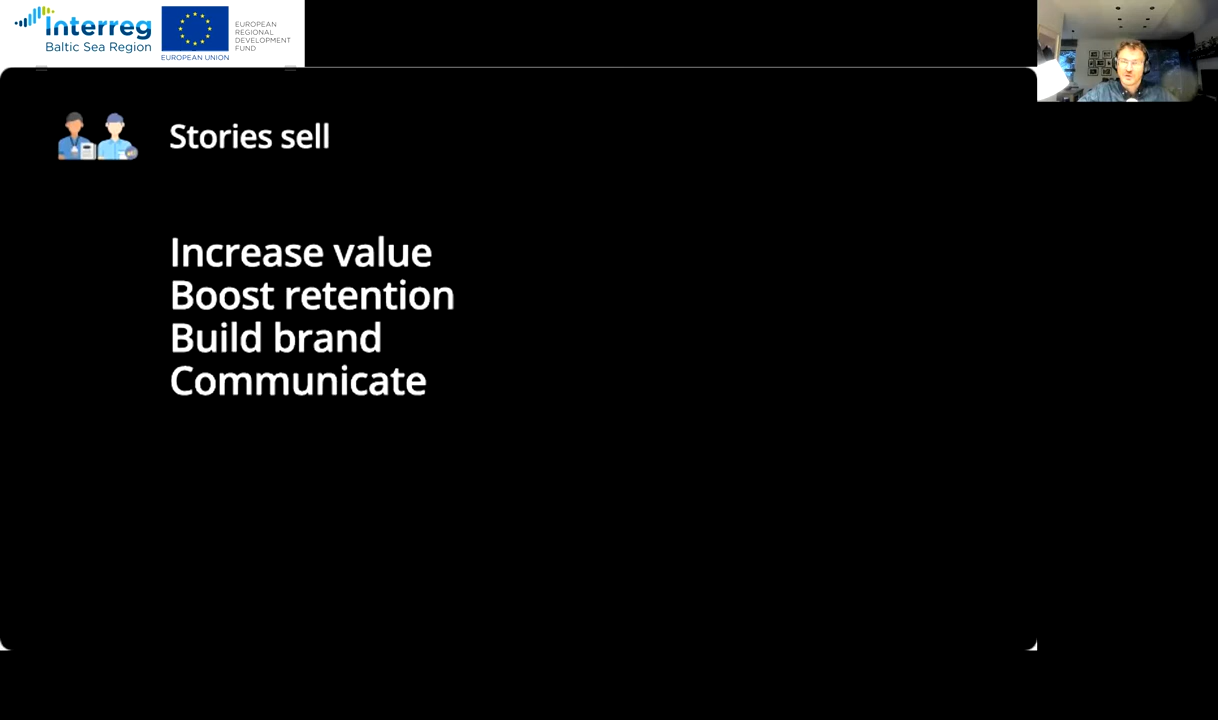 Interreg
Baltic Sea Region
EUROPEAN UNION
EUROPEAN
REGIONAL
DEVELOPMENT
FUND
Stories sell
Increase value
Boost retention
Build brand
Communicate